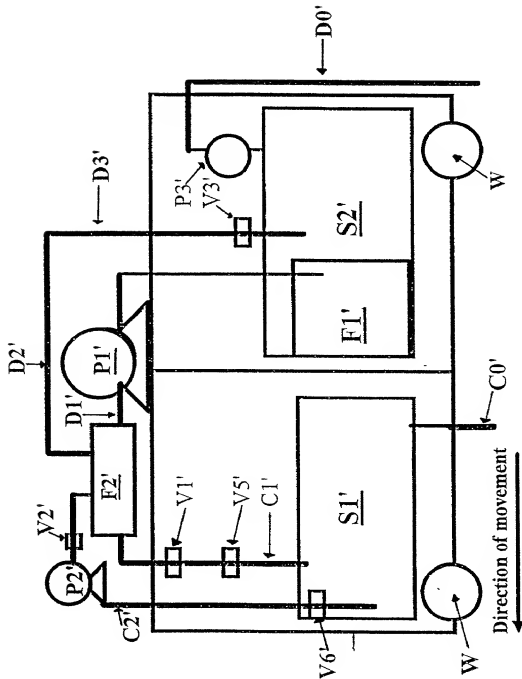 D0'
D3'
P3'
V3'
D2'
P1'
D1'
F2'
V2'
P2'
C2'
V1'
V5'
C1'
V6'
S2'
F1'
S1'
C0'
W
W
Direction of movement